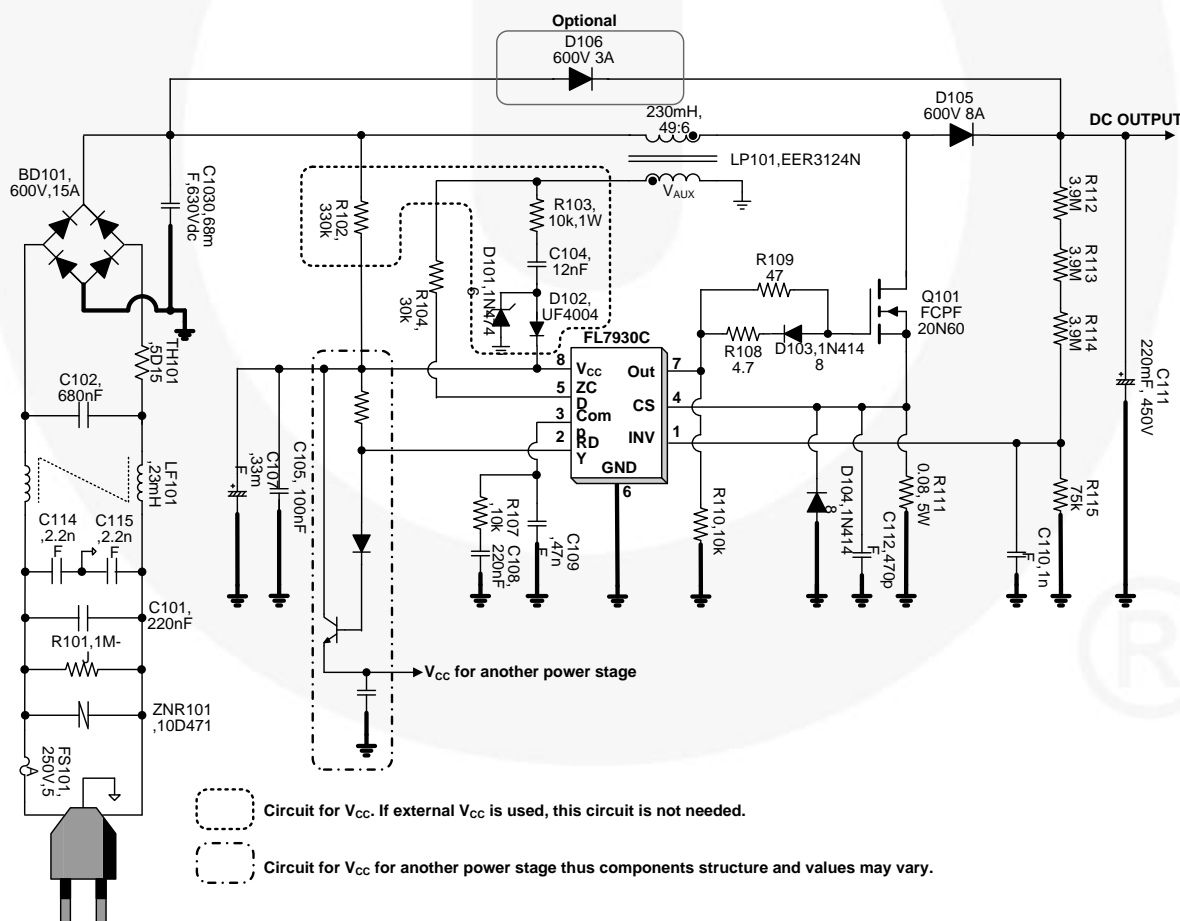 Optional
D106
600V 3A
230mH,
49:6
D105
600V 8A
DC OUTPUT
LP101,EER3124N
VAUX
BD101,
600V,15A
C1030,68m
F,630Vdc
R102,
330k
R103,
10k,1W
C104,
12nF
D101,1N474
6
D102,
UF4004
R104,
30k
R109
47
R108
4.7
D103,1N414
8
Q101
FCPF
20N60
R112
3.9M
R113
3.9M
R114
3.9M
C111
220mF, 450V
TH101
,5D15
C102,
680nF
FL7930C
8
VCC
5
ZC
D
3
Com
p
2
RD
Y
Out
7
CS
4
INV
1
GND
6
LF101
,23mH
C107
,33m
F
C105, 100nF
R107
,10k
C108,
220nF
C109
,47n
F
R110,10k
D104,1N414
8
C112,470p
F
R111
0.08, 5W
C110,1n
F
R115
75k
C114
,2.2n
F
C115
,2.2n
F
C101,
220nF
R101,1M-
J
ZNR101
,10D471
FS101,
250V,5
A
VCC for another power stage
Circuit for VCC. If external VCC is used, this circuit is not needed.
Circuit for VCC for another power stage thus components structure and values may vary.
®